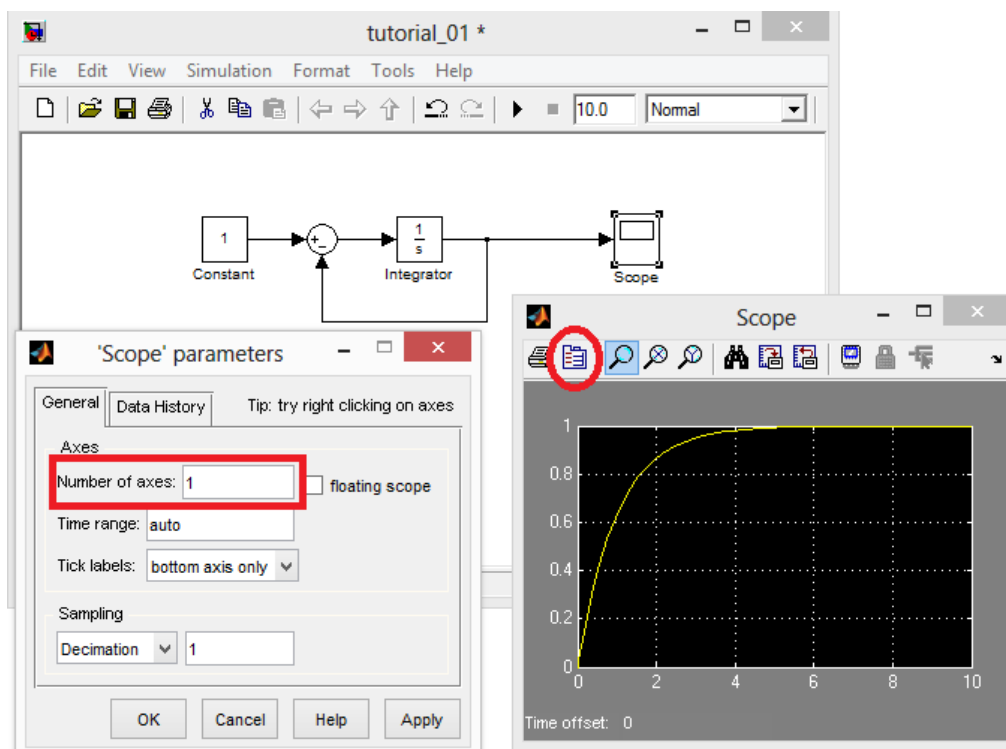 tutorial_01 *
File Edit View Simulation Format Tools Help
10.0 Normal
1
Constant
+
−
1
s
Integrator
Scope
'Scope' parameters
General Data History Tip: try right clicking on axes
Axes
Number of axes: 1 floating scope
Time range: auto
Tick labels: bottom axis only
Sampling
Decimation 1
OK Cancel Help Apply
Scope
1
0.8
0.6
0.4
0.2
0
0 2 4 6 8 10
Time offset: 0